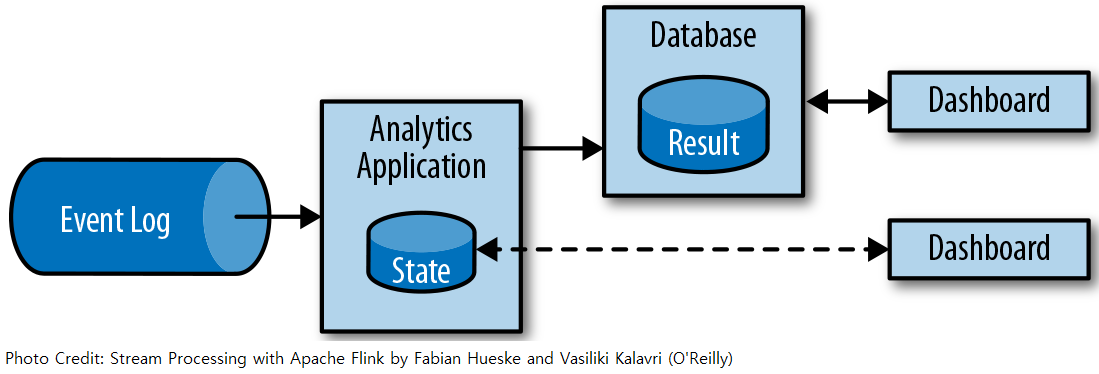 Event Log
Analytics
Application
State
Database
Result
Dashboard
Dashboard
Photo Credit: Stream Processing with Apache Flink by Fabian Hueske and Vasiliki Kalavri (O'Reilly)